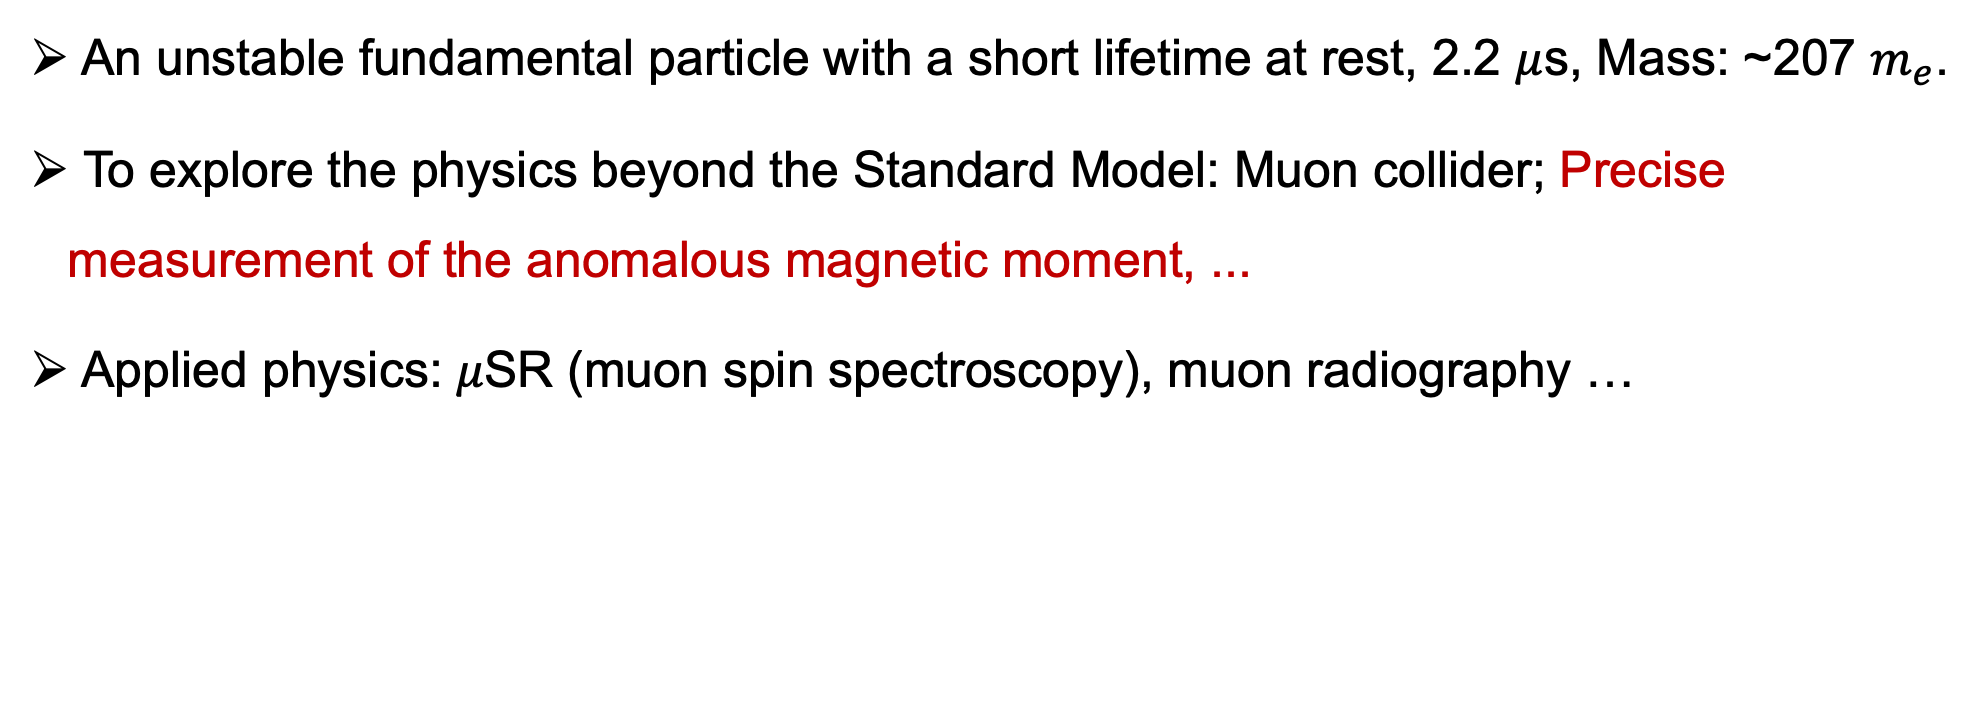 ➢ An unstable fundamental particle with a short lifetime at rest, 2.2 𝜇s, Mass: ~207 𝑚ₑ.
➢ To explore the physics beyond the Standard Model: Muon collider; Precise
measurement of the anomalous magnetic moment, ...
➢ Applied physics: 𝜇SR (muon spin spectroscopy), muon radiography …